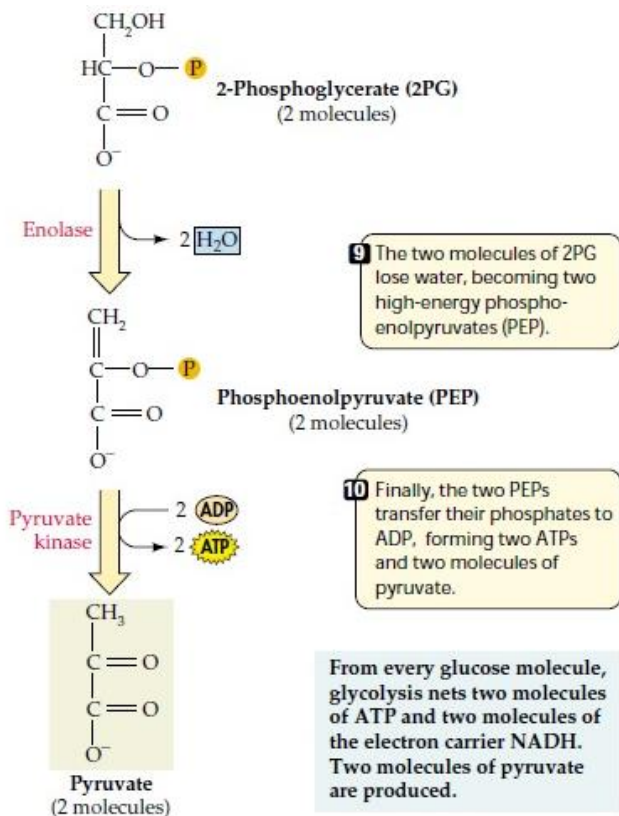 CH₂OH
HC—O—P
2-Phosphoglycerate (2PG)
(2 molecules)
C=O
O⁻
Enolase
2 H₂O
9 The two molecules of 2PG
lose water, becoming two
high-energy phospho-
enolpyruvates (PEP).
CH₂
C—O—P
Phosphoenolpyruvate (PEP)
(2 molecules)
C=O
O⁻
Pyruvate
kinase
2 ADP
2 ATP
10 Finally, the two PEPs
transfer their phosphates to
ADP, forming two ATPs
and two molecules of
pyruvate.
CH₃
C=O
C=O
O⁻
Pyruvate
(2 molecules)
From every glucose molecule,
glycolysis nets two molecules
of ATP and two molecules of
the electron carrier NADH.
Two molecules of pyruvate
are produced.